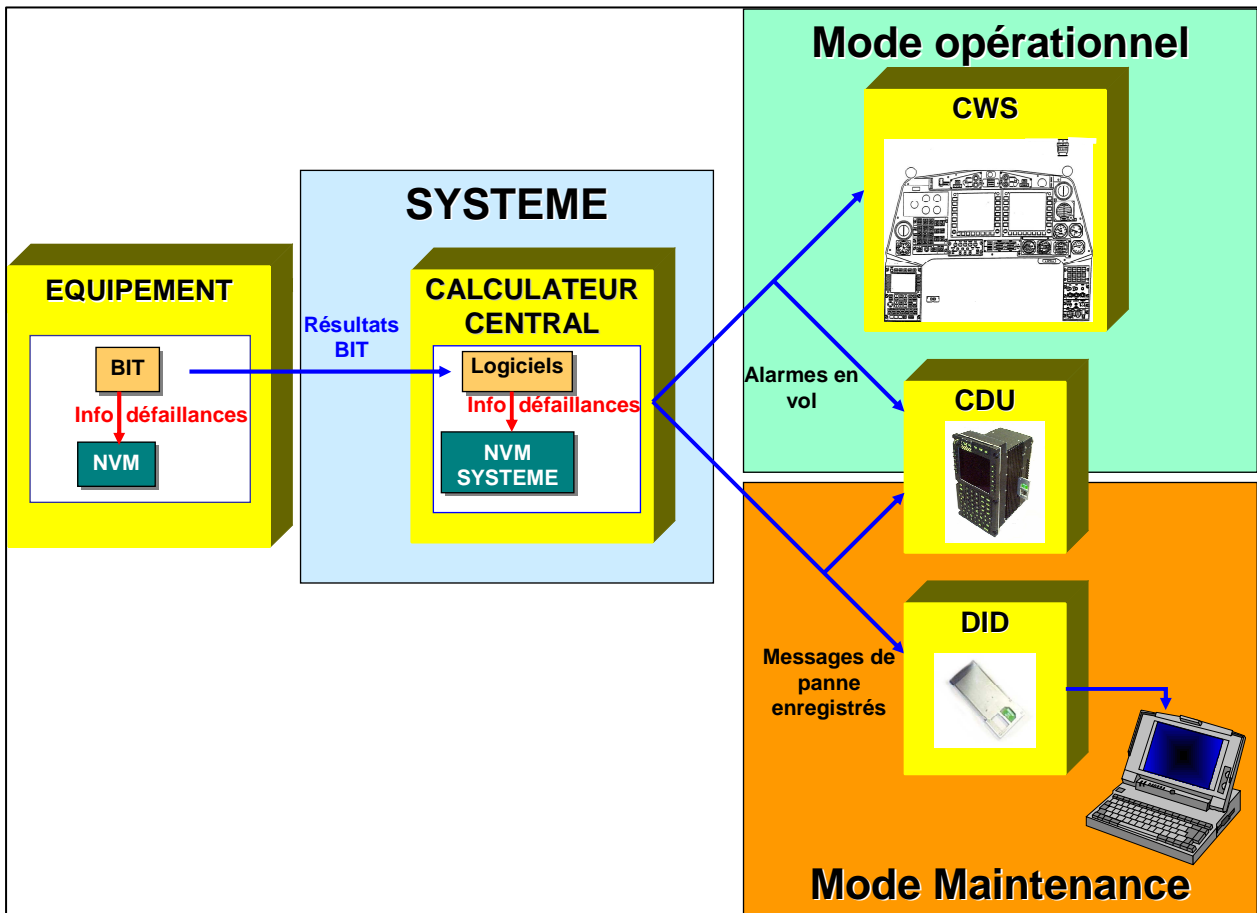 Mode opérationnel
CWS
SYSTEME
EQUIPEMENT
CALCULATEUR
CENTRAL
Résultats
BIT
BIT
Logiciels
Info défaillances
Info défaillances
NVM
NVM
SYSTEME
Alarmes en
vol
CDU
DID
Messages de
panne
enregistrés
Mode Maintenance